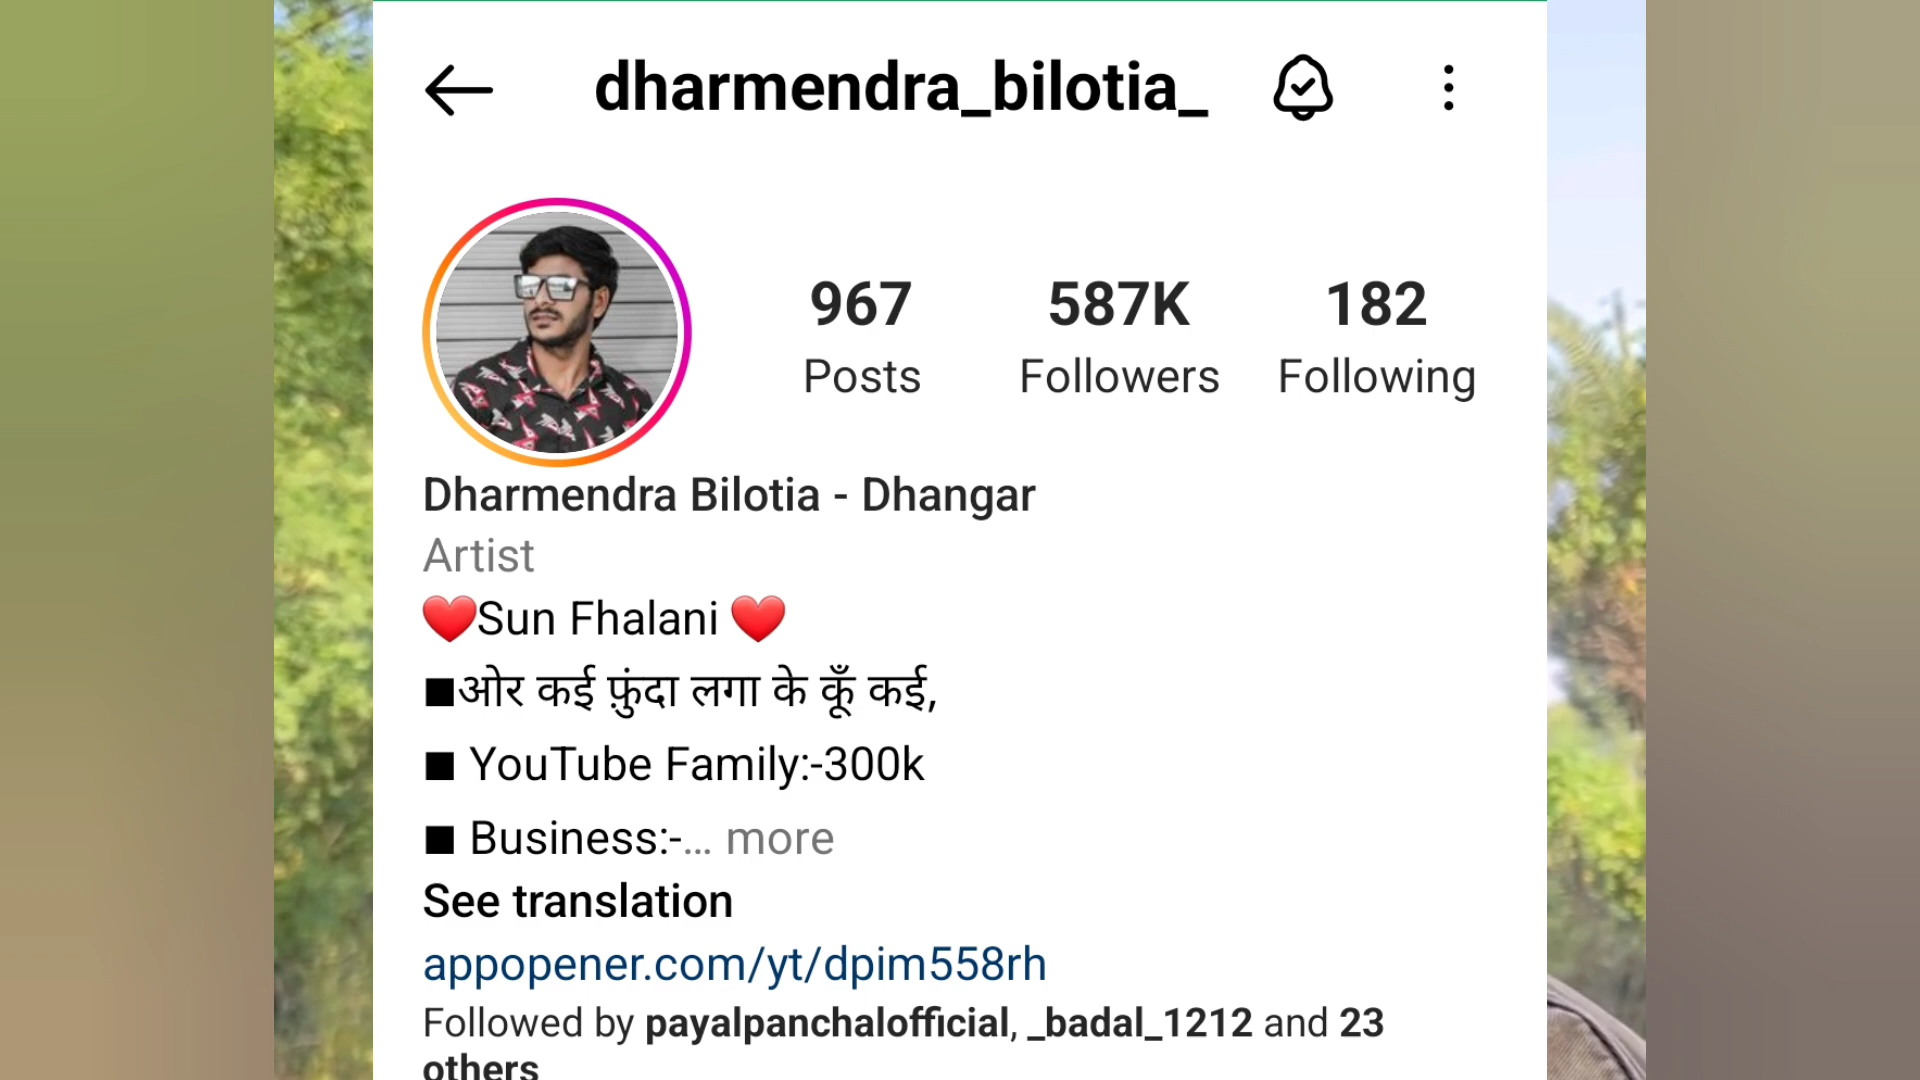 dharmendra_bilotia_
967 587K 182
Posts Followers Following
Dharmendra Bilotia - Dhangar
Artist
❤️Sun Fhalani ❤️
■ओर कई फ़ुंदा लगा के कूँ कई,
■ YouTube Family:-300k
■ Business:-... more
See translation
appopener.com/yt/dpim558rh
Followed by payalpanchalofficial, _badal_1212 and 23
others